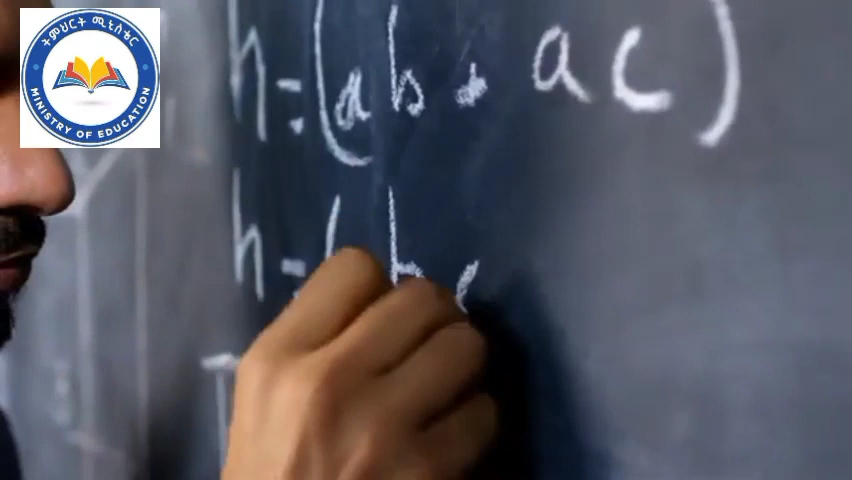 ትምህርት ሚኒስቴር
MINISTRY OF EDUCATION
h = (ab . ac)
h = ( b